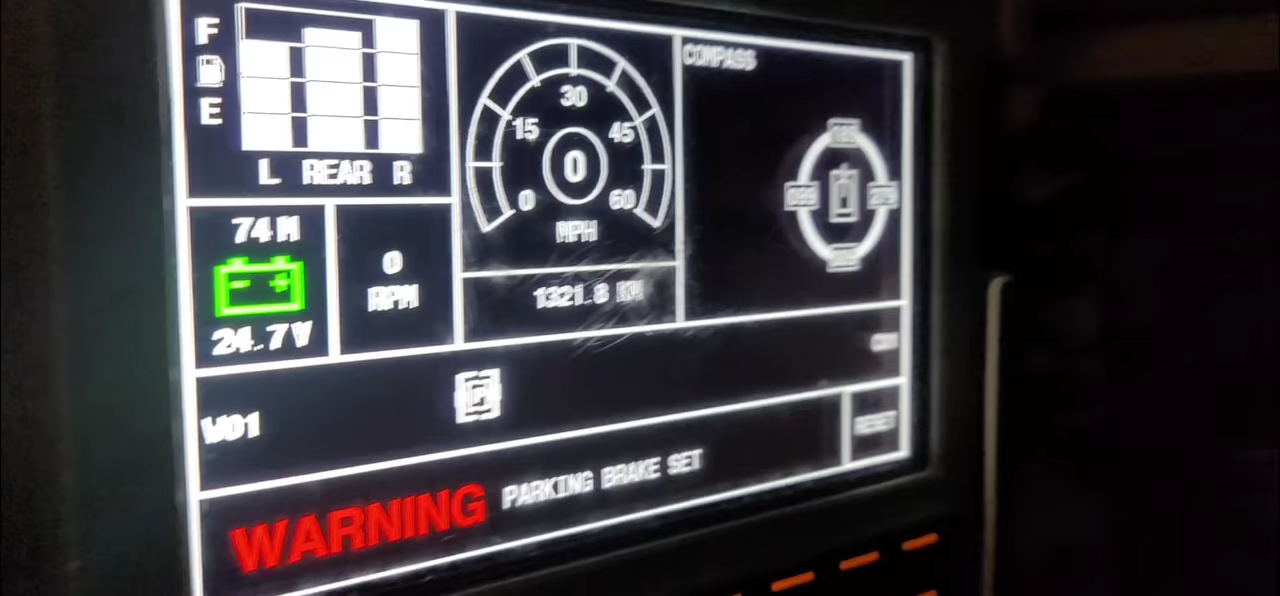 F
E
L REAR R
74 M
24.7V
0
RPM
30
15 45
0
0 60
MPH
1321.8 KM
COMPASS
W01
RESET
WARNING PARKING BRAKE SET